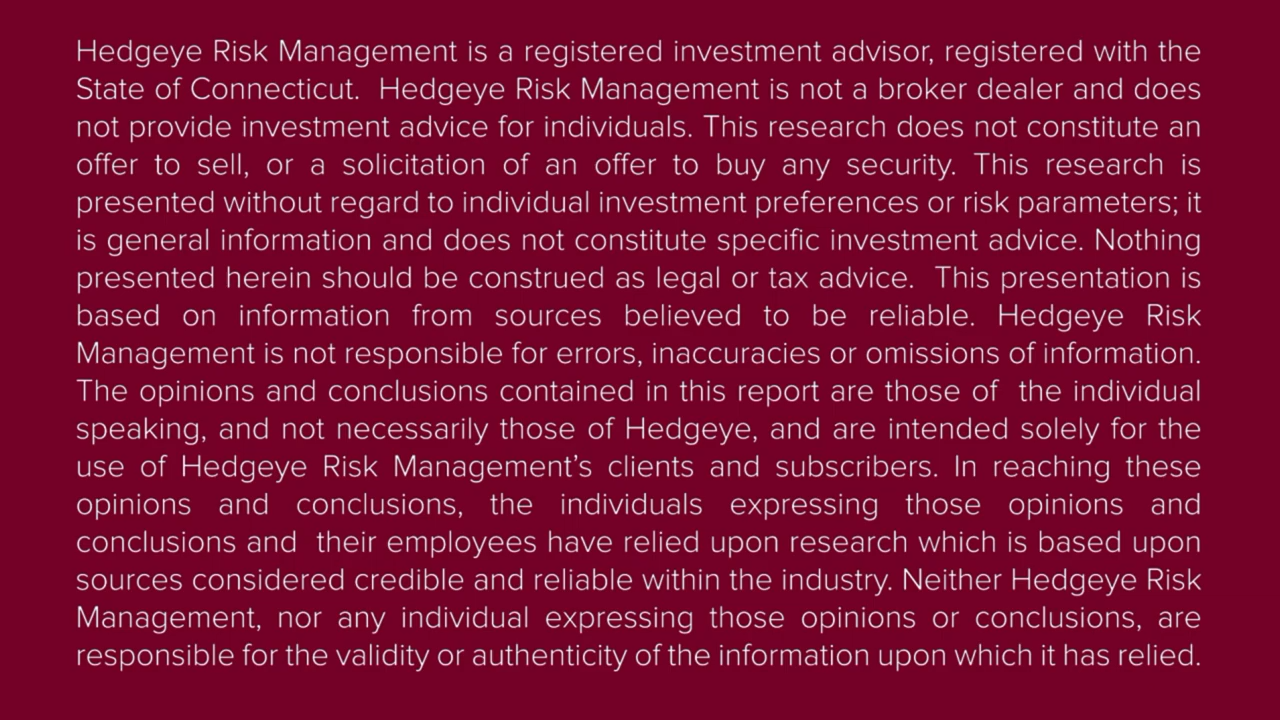 Hedgeye Risk Management is a registered investment advisor, registered with the
State of Connecticut. Hedgeye Risk Management is not a broker dealer and does
not provide investment advice for individuals. This research does not constitute an
offer to sell, or a solicitation of an offer to buy any security. This research is
presented without regard to individual investment preferences or risk parameters; it
is general information and does not constitute specific investment advice. Nothing
presented herein should be construed as legal or tax advice. This presentation is
based on information from sources believed to be reliable. Hedgeye Risk
Management is not responsible for errors, inaccuracies or omissions of information.
The opinions and conclusions contained in this report are those of the individual
speaking, and not necessarily those of Hedgeye, and are intended solely for the
use of Hedgeye Risk Management’s clients and subscribers. In reaching these
opinions and conclusions, the individuals expressing those opinions and
conclusions and their employees have relied upon research which is based upon
sources considered credible and reliable within the industry. Neither Hedgeye Risk
Management, nor any individual expressing those opinions or conclusions, are
responsible for the validity or authenticity of the information upon which it has relied.